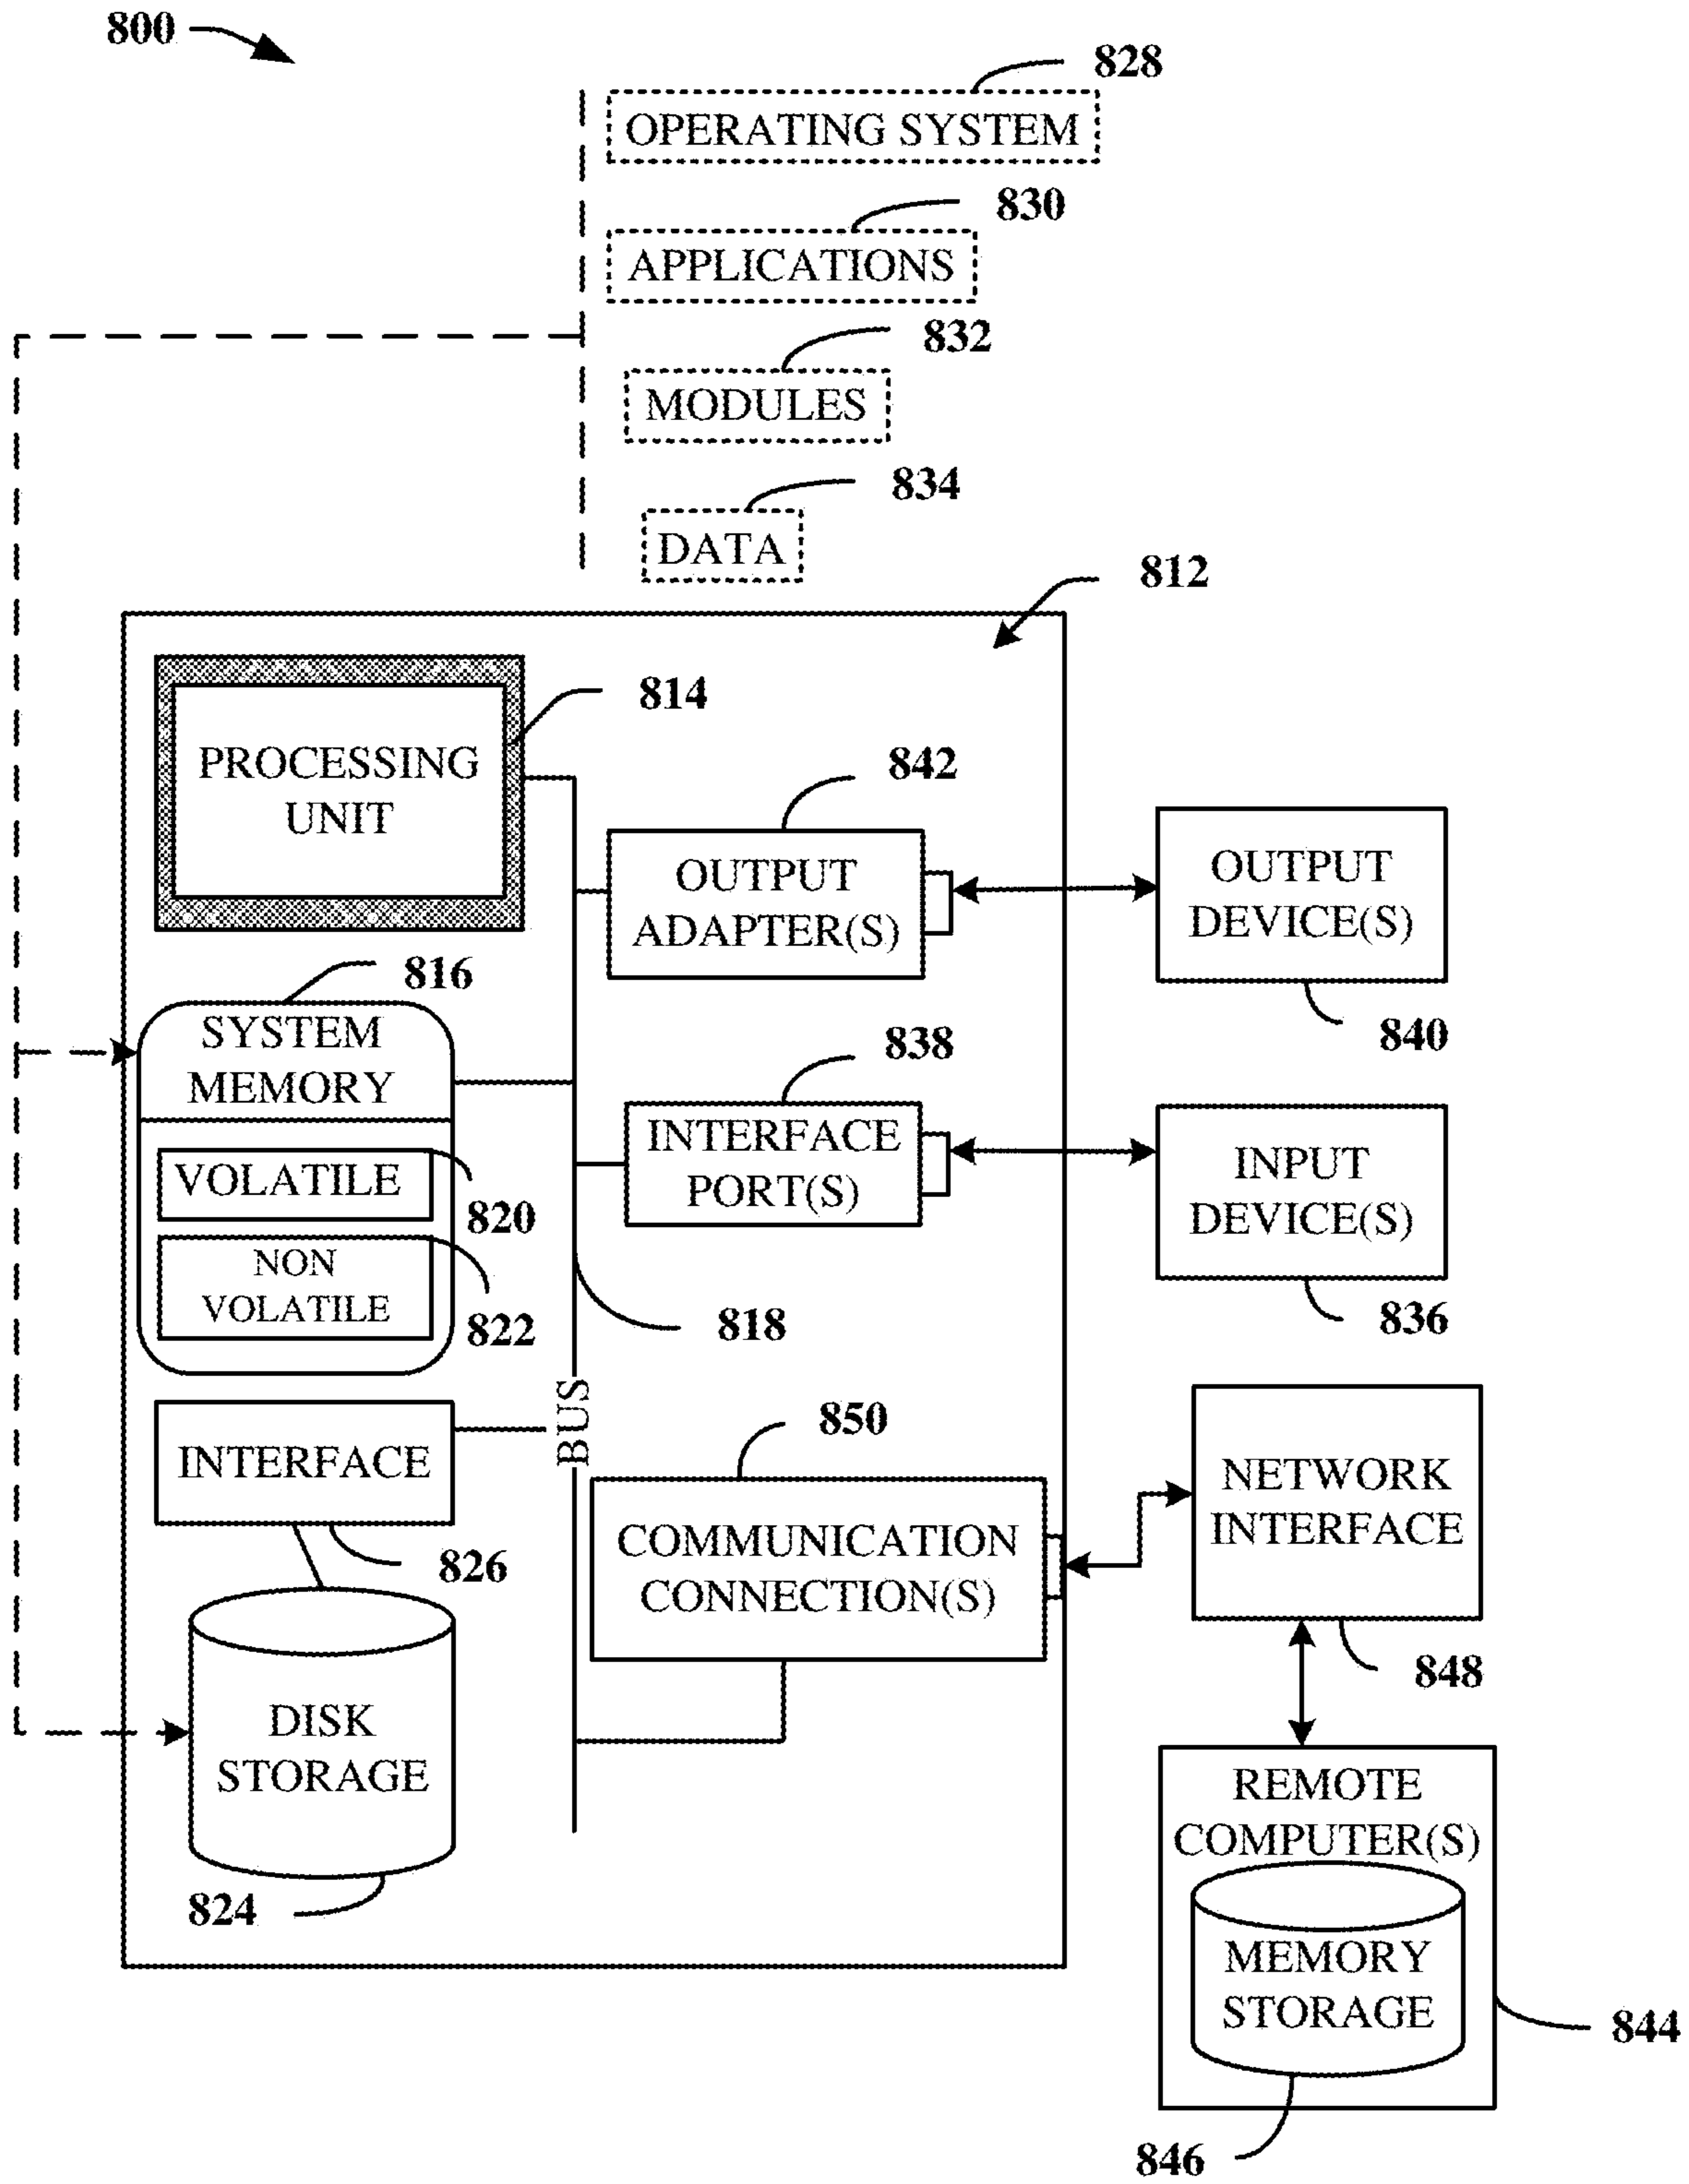 800
828
OPERATING SYSTEM
830
APPLICATIONS
832
MODULES
834
DATA
812
814
PROCESSING
UNIT
842
OUTPUT
ADAPTER(S)
OUTPUT
DEVICE(S)
840
816
SYSTEM
MEMORY
838
INTERFACE
PORT(S)
INPUT
DEVICE(S)
836
VOLATILE
820
NON
VOLATILE
822
818
BUS
INTERFACE
826
850
COMMUNICATION
CONNECTION(S)
NETWORK
INTERFACE
848
DISK
STORAGE
824
REMOTE
COMPUTER(S)
MEMORY
STORAGE
844
846